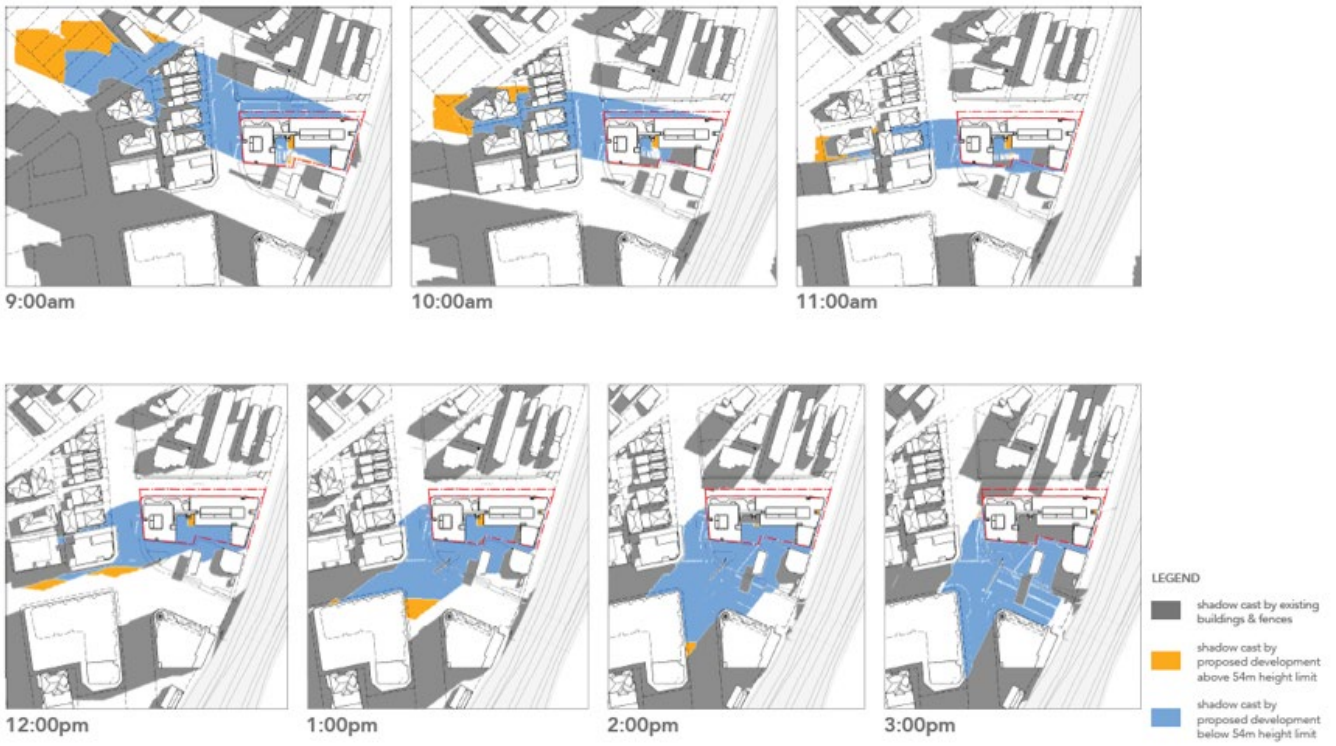 9:00am
10:00am
11:00am
12:00pm
1:00pm
2:00pm
3:00pm
LEGEND
shadow cast by existing
buildings & fences
shadow cast by
proposed development
above 54m height limit
shadow cast by
proposed development
below 54m height limit